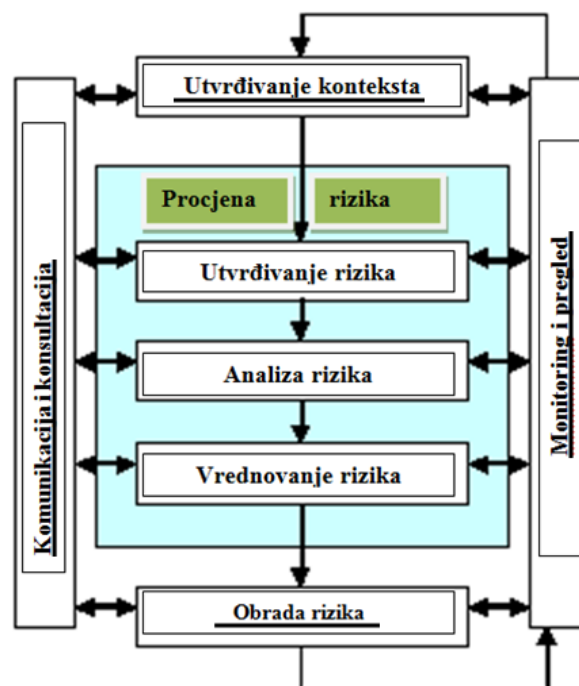 Utvrđivanje konteksta
Procjena rizika
Utvrđivanje rizika
Analiza rizika
Vrednovanje rizika
Obrada rizika
Komunikacija i konsultacija
Monitoring i pregled